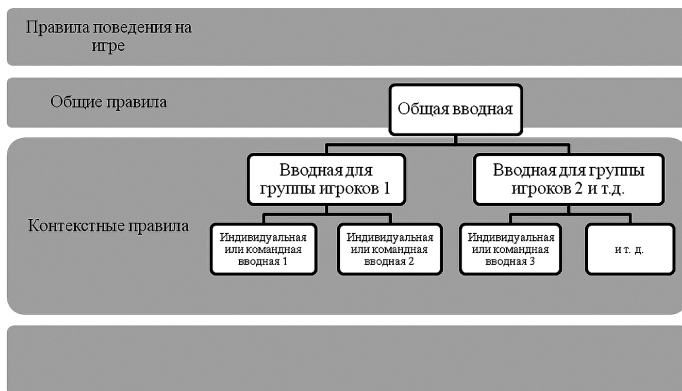 Правила поведения на
игре
Общие правила
Общая вводная
Вводная для
группы игроков 1
Вводная для группы
игроков 2 и т.д.
Контекстные правила
Индивидуальная
или командная
вводная 1
Индивидуальная
или командная
вводная 2
Индивидуальная
или командная
вводная 3
и т. д.